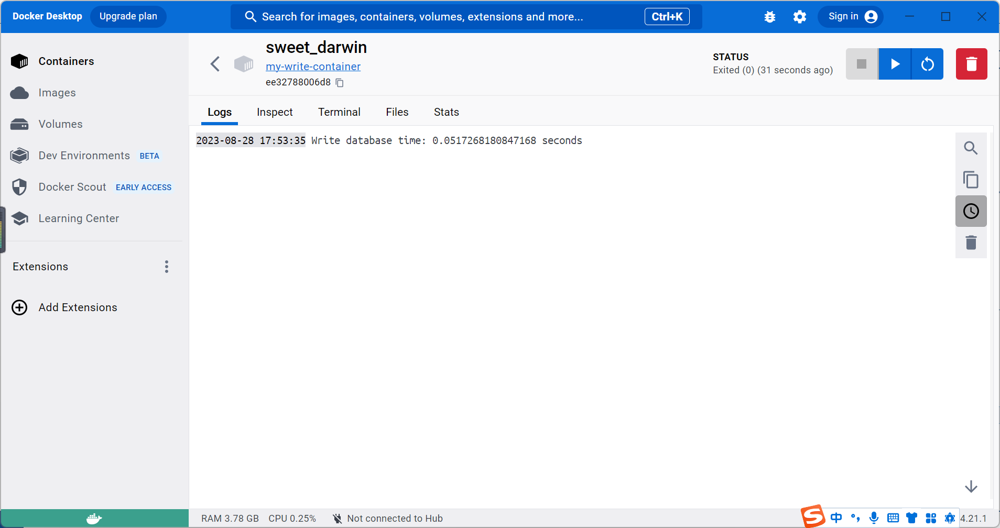 Docker Desktop Upgrade plan Search for images, containers, volumes, extensions and more... Ctrl+K Sign in
sweet_darwin
my-write-container
ee32788006d8
STATUS
Exited (0) (31 seconds ago)
Containers
Images
Volumes
Dev Environments BETA
Docker Scout EARLY ACCESS
Learning Center
Extensions
Add Extensions
Logs Inspect Terminal Files Stats
2023-08-28 17:53:35 Write database time: 0.0517268180847168 seconds
RAM 3.78 GB CPU 0.25% Not connected to Hub
S 中 4.21.1